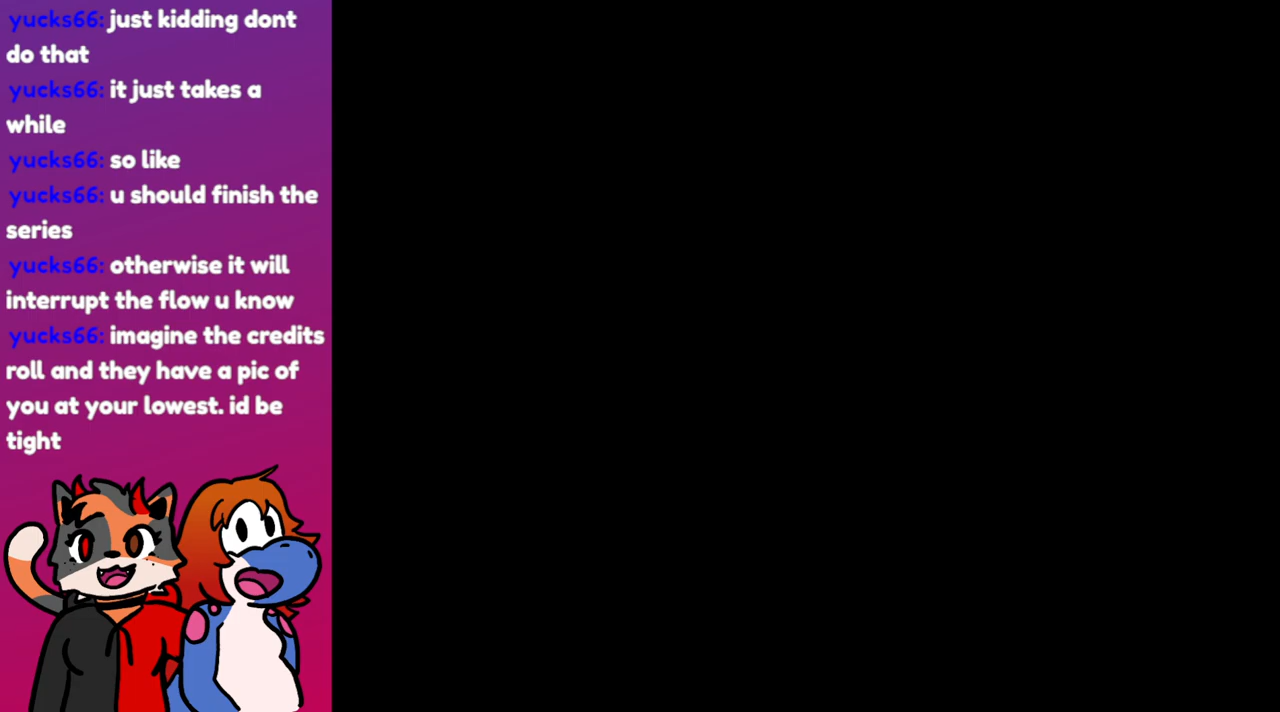 yucks66: just kidding dont
do that
yucks66: it just takes a
while
yucks66: so like
yucks66: u should finish the
series
yucks66: otherwise it will
interrupt the flow u know
yucks66: imagine the credits
roll and they have a pic of
you at your lowest. id be
tight